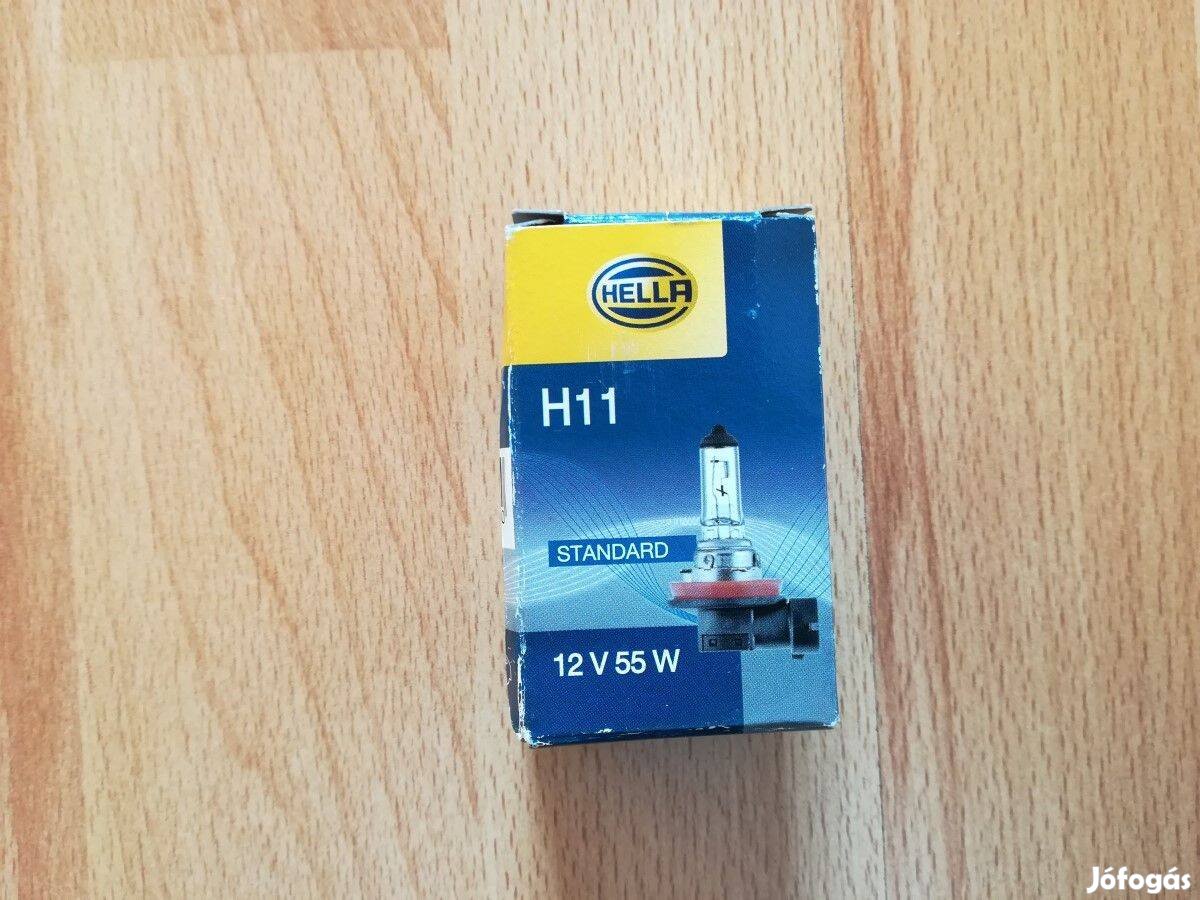 HELLA
H11
STANDARD
12 V 55 W
Jófogás